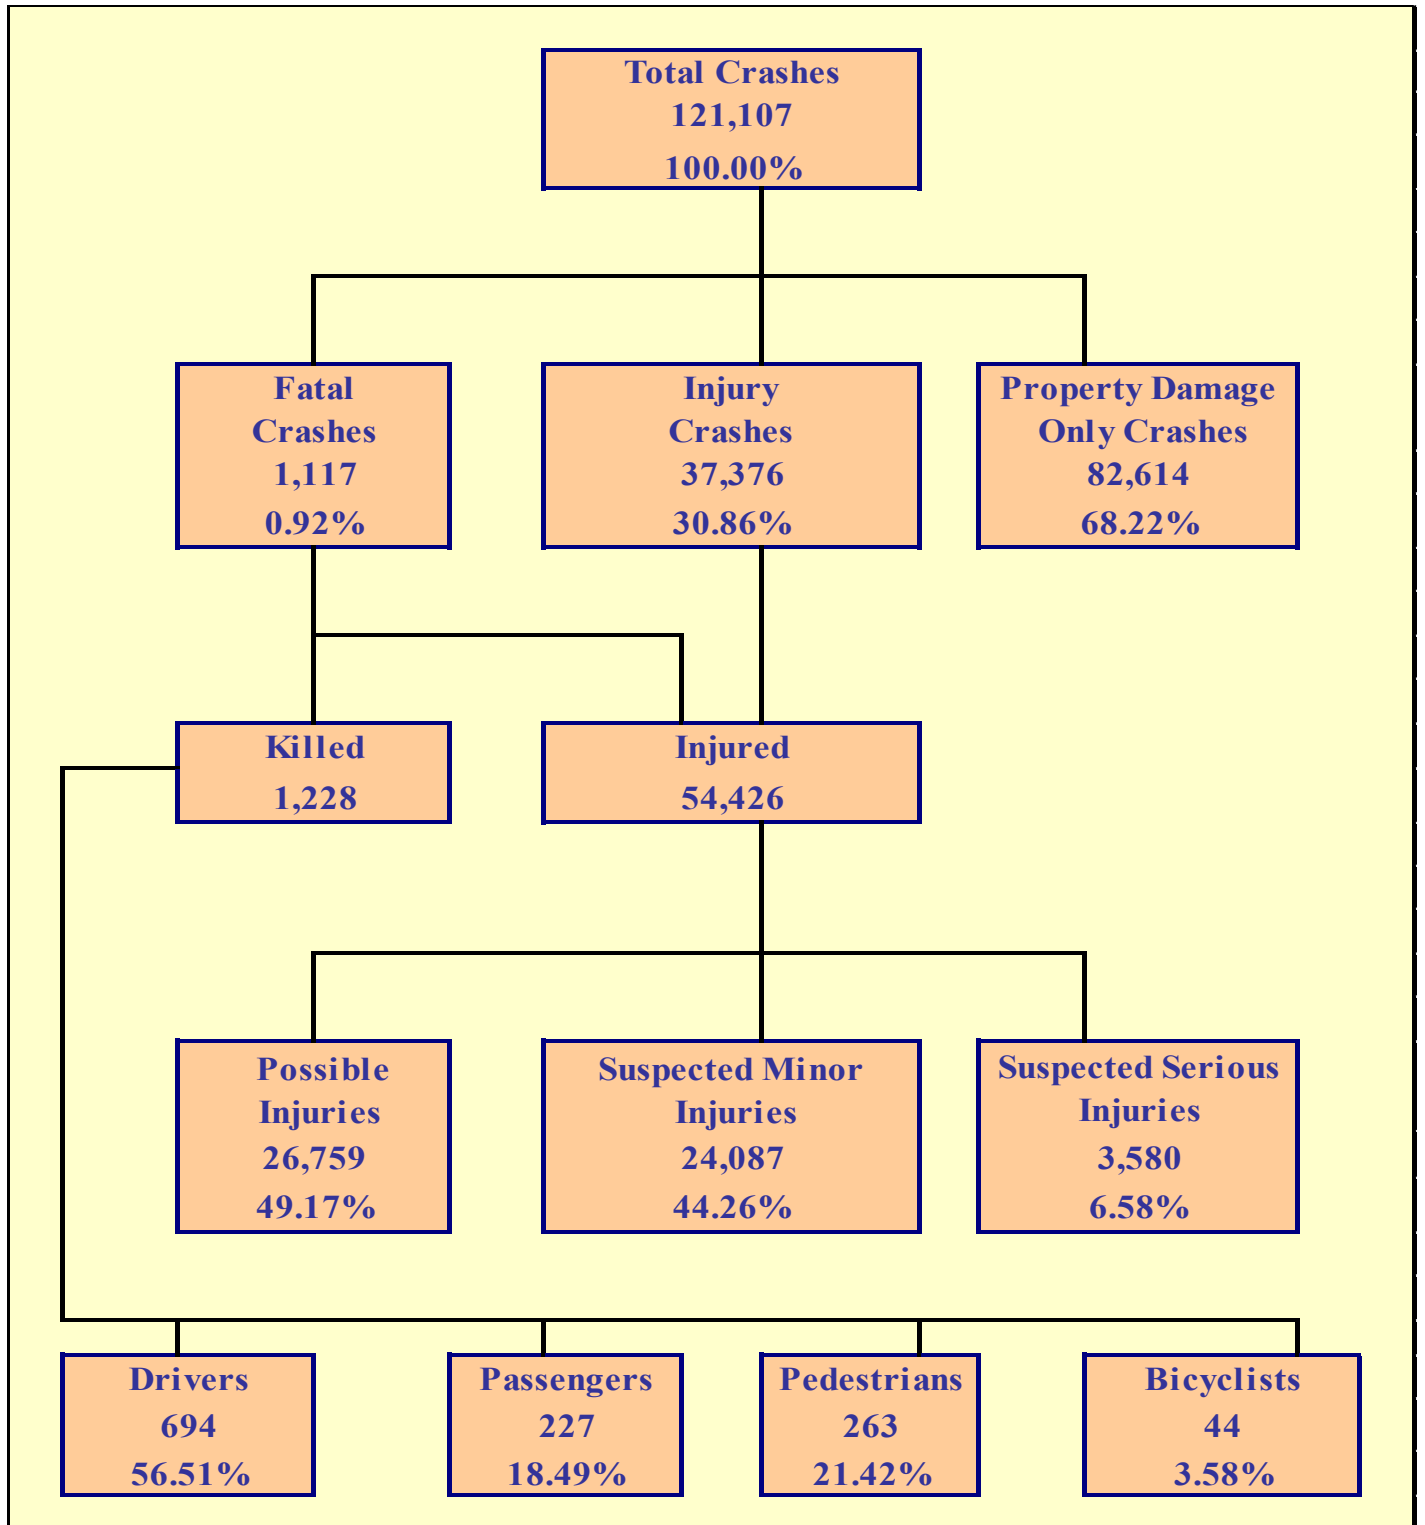 Total Crashes
121,107
100.00%
Fatal
Crashes
1,117
0.92%
Injury
Crashes
37,376
30.86%
Property Damage
Only Crashes
82,614
68.22%
Killed
1,228
Injured
54,426
Possible
Injuries
26,759
49.17%
Suspected Minor
Injuries
24,087
44.26%
Suspected Serious
Injuries
3,580
6.58%
Drivers
694
56.51%
Passengers
227
18.49%
Pedestrians
263
21.42%
Bicyclists
44
3.58%